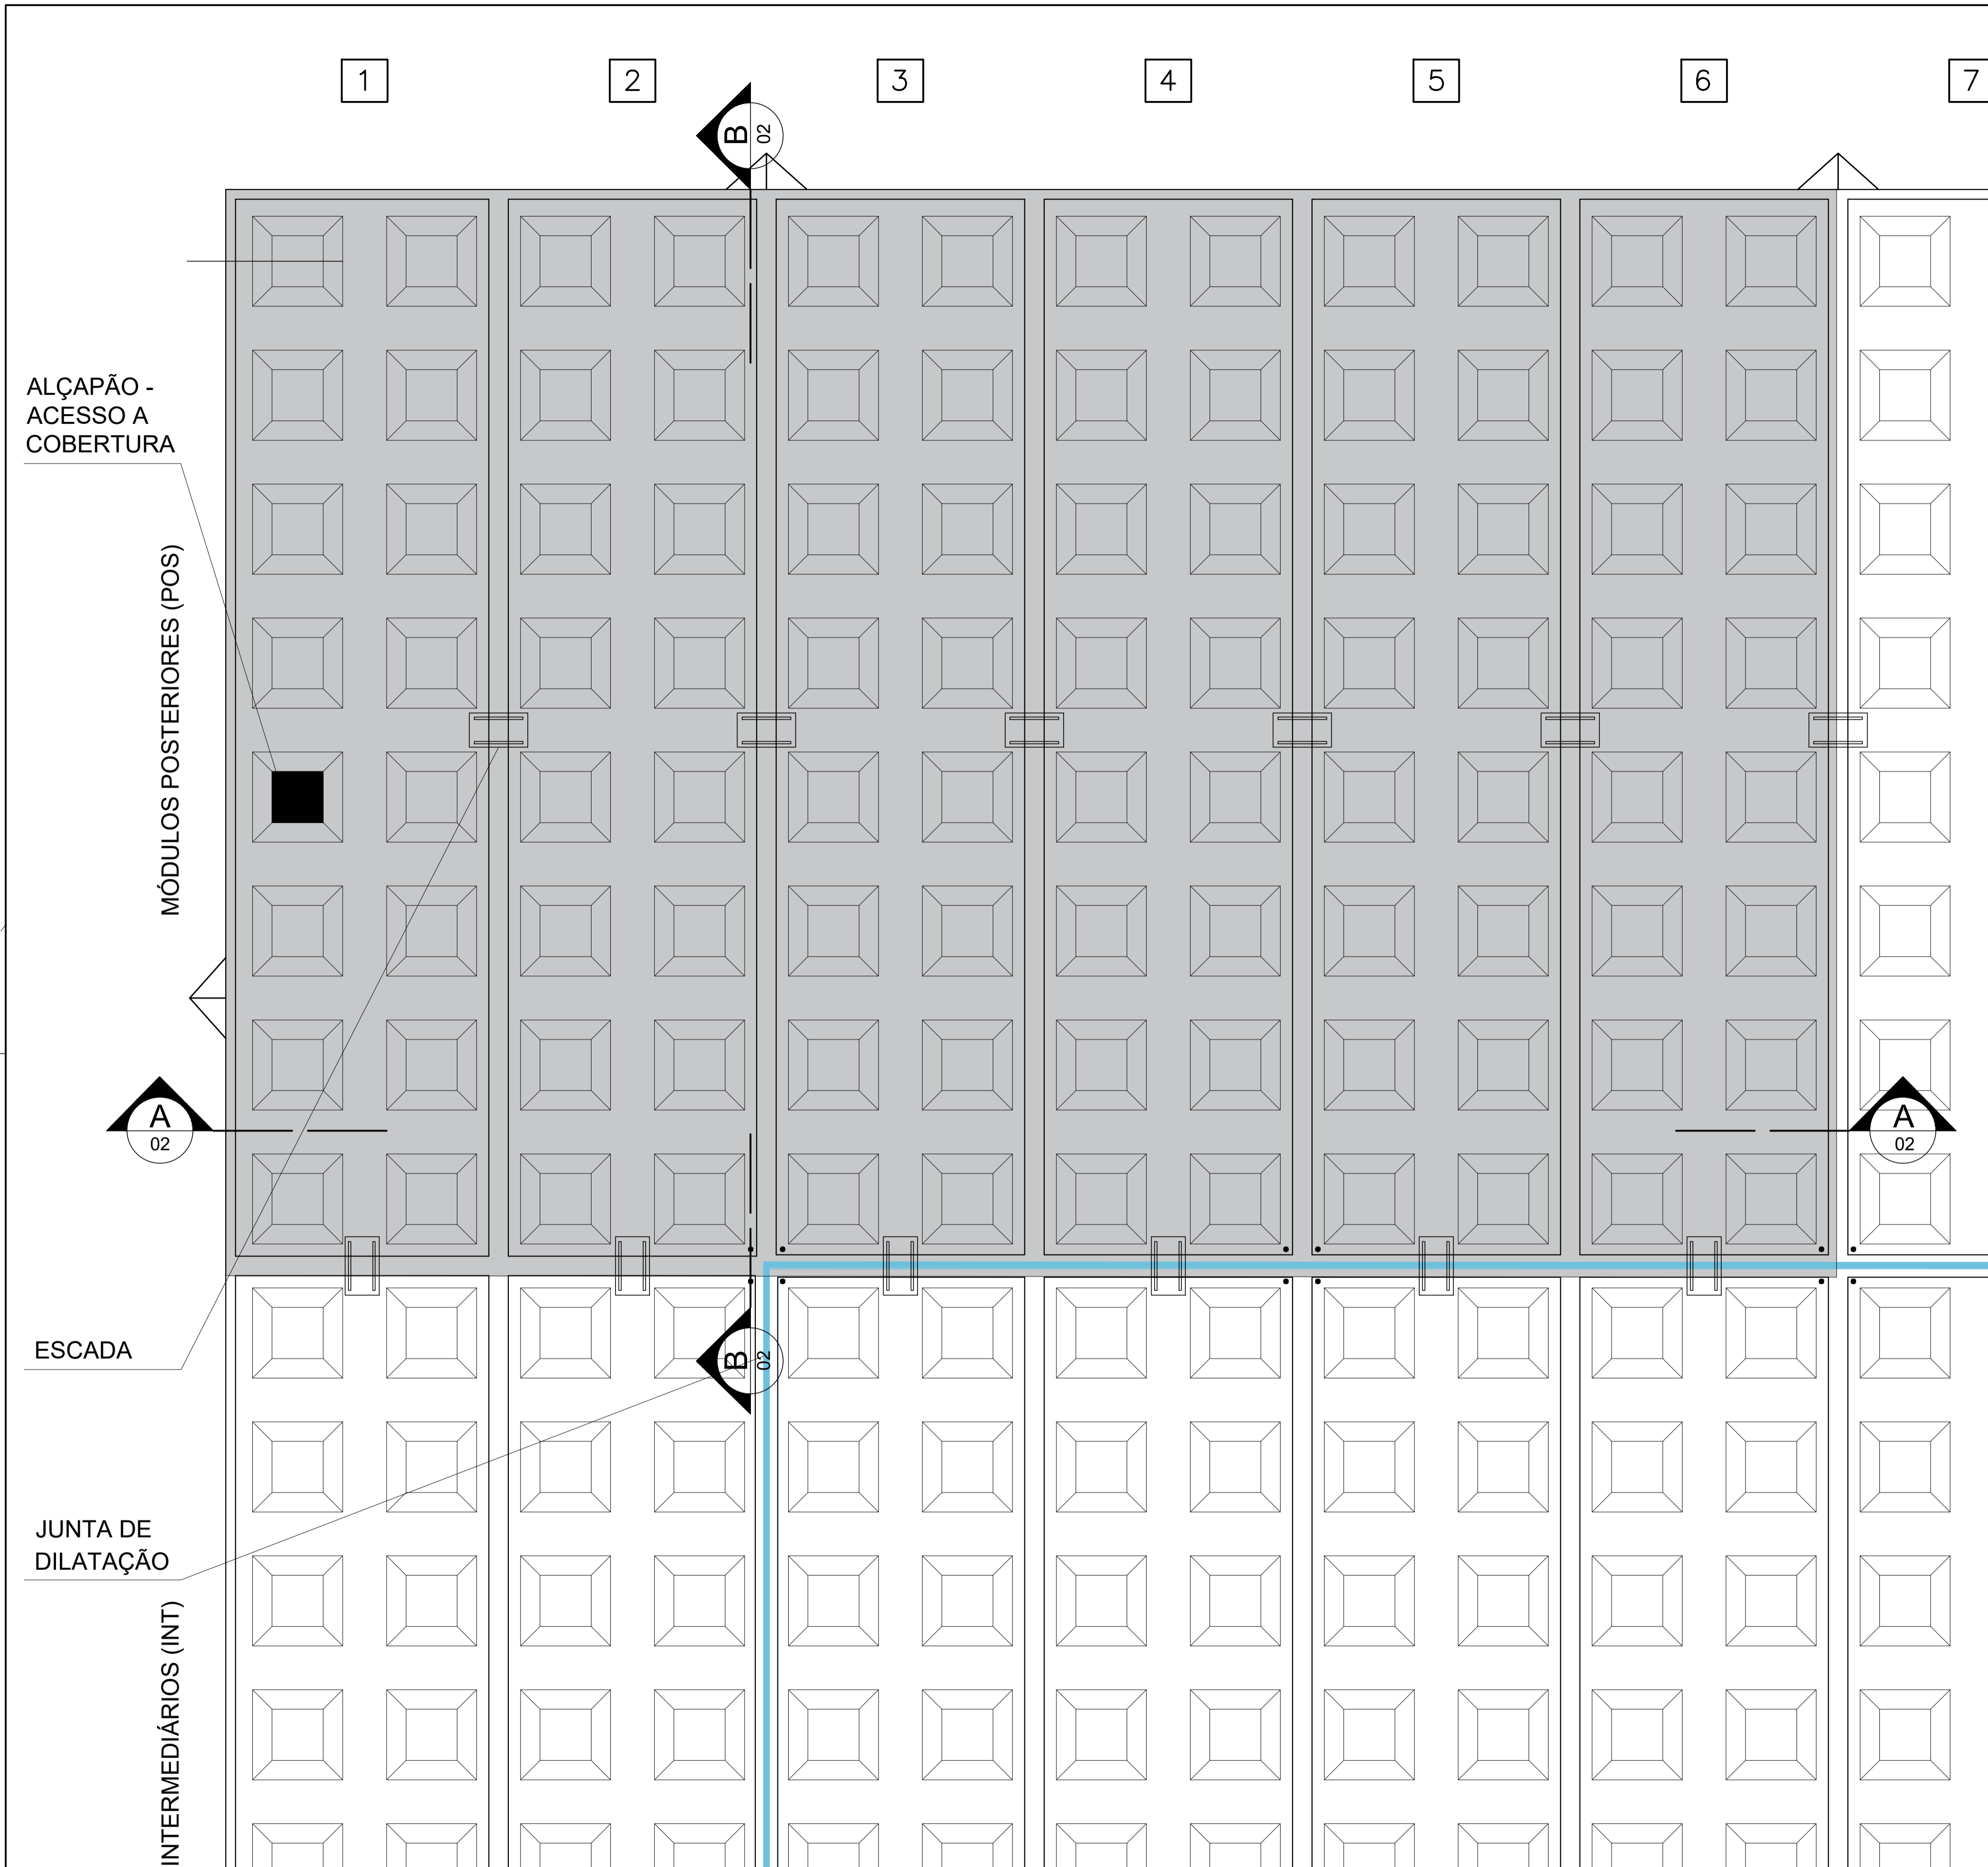 1 2 3 4 5 6 7
B
02
ALÇAPÃO -
ACESSO A
COBERTURA
MÓDULOS POSTERIORES (POS)
A
02
A
02
ESCADA
B
02
JUNTA DE
DILATAÇÃO
INTERMEDIÁRIOS (INT)